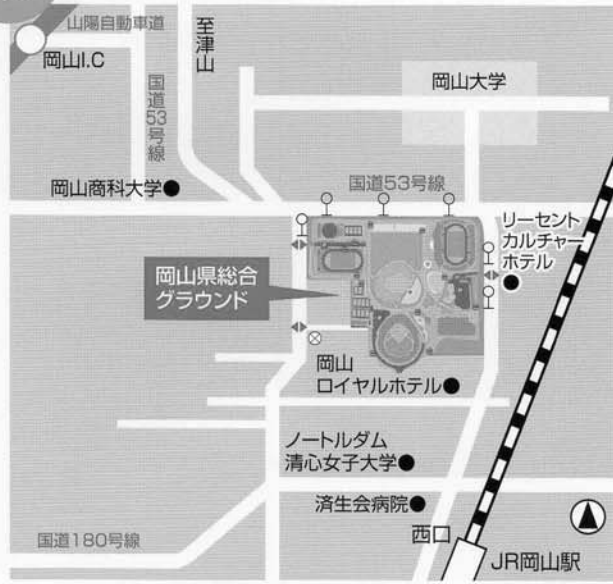 山陽自動車道
岡山I.C
至津山
国道53号線
岡山大学
岡山商科大学
国道53号線
リーセント
カルチャー
ホテル
岡山県総合
グラウンド
岡山
ロイヤルホテル
ノートルダム
清心女子大学
済生会病院
国道180号線
西口
JR岡山駅